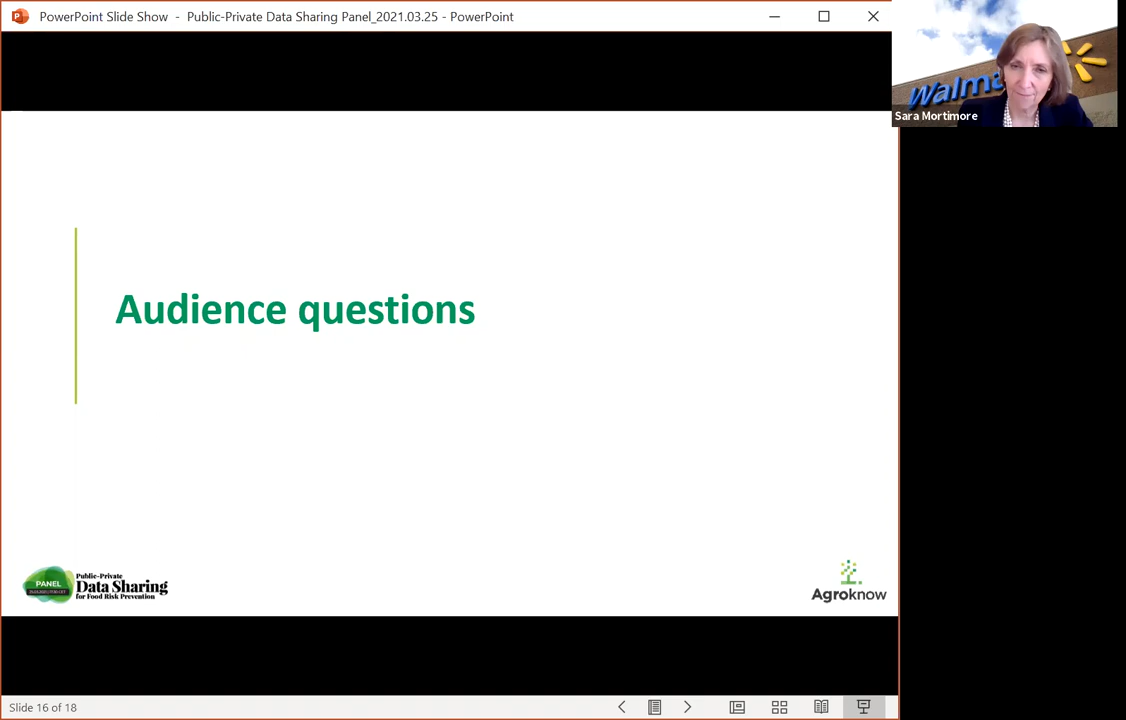 PowerPoint Slide Show - Public-Private Data Sharing Panel_2021.03.25 - PowerPoint
Walma
Sara Mortimore
Audience questions
PANEL
Public-Private
Data Sharing
for Food Risk Prevention
Agroknow
Slide 16 of 18